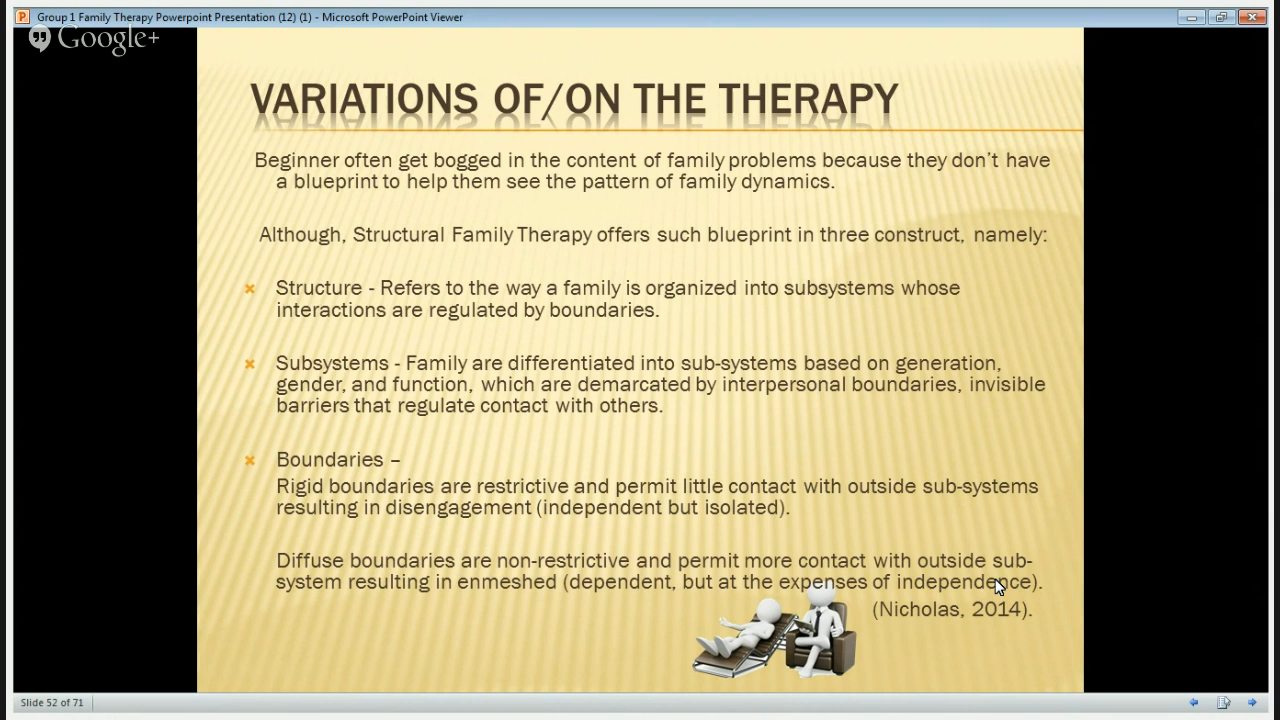 Group 1 Family Therapy Powerpoint Presentation (12) (1) - Microsoft PowerPoint Viewer
Google+
VARIATIONS OF/ON THE THERAPY
Beginner often get bogged in the content of family problems because they don't have
a blueprint to help them see the pattern of family dynamics.
Although, Structural Family Therapy offers such blueprint in three construct, namely:
Structure - Refers to the way a family is organized into subsystems whose
interactions are regulated by boundaries.
Subsystems - Family are differentiated into sub-systems based on generation,
gender, and function, which are demarcated by interpersonal boundaries, invisible
barriers that regulate contact with others.
Boundaries –
Rigid boundaries are restrictive and permit little contact with outside sub-systems
resulting in disengagement (independent but isolated).
Diffuse boundaries are non-restrictive and permit more contact with outside sub-
system resulting in enmeshed (dependent, but at the expenses of independence).
(Nicholas, 2014).
Slide 52 of 71